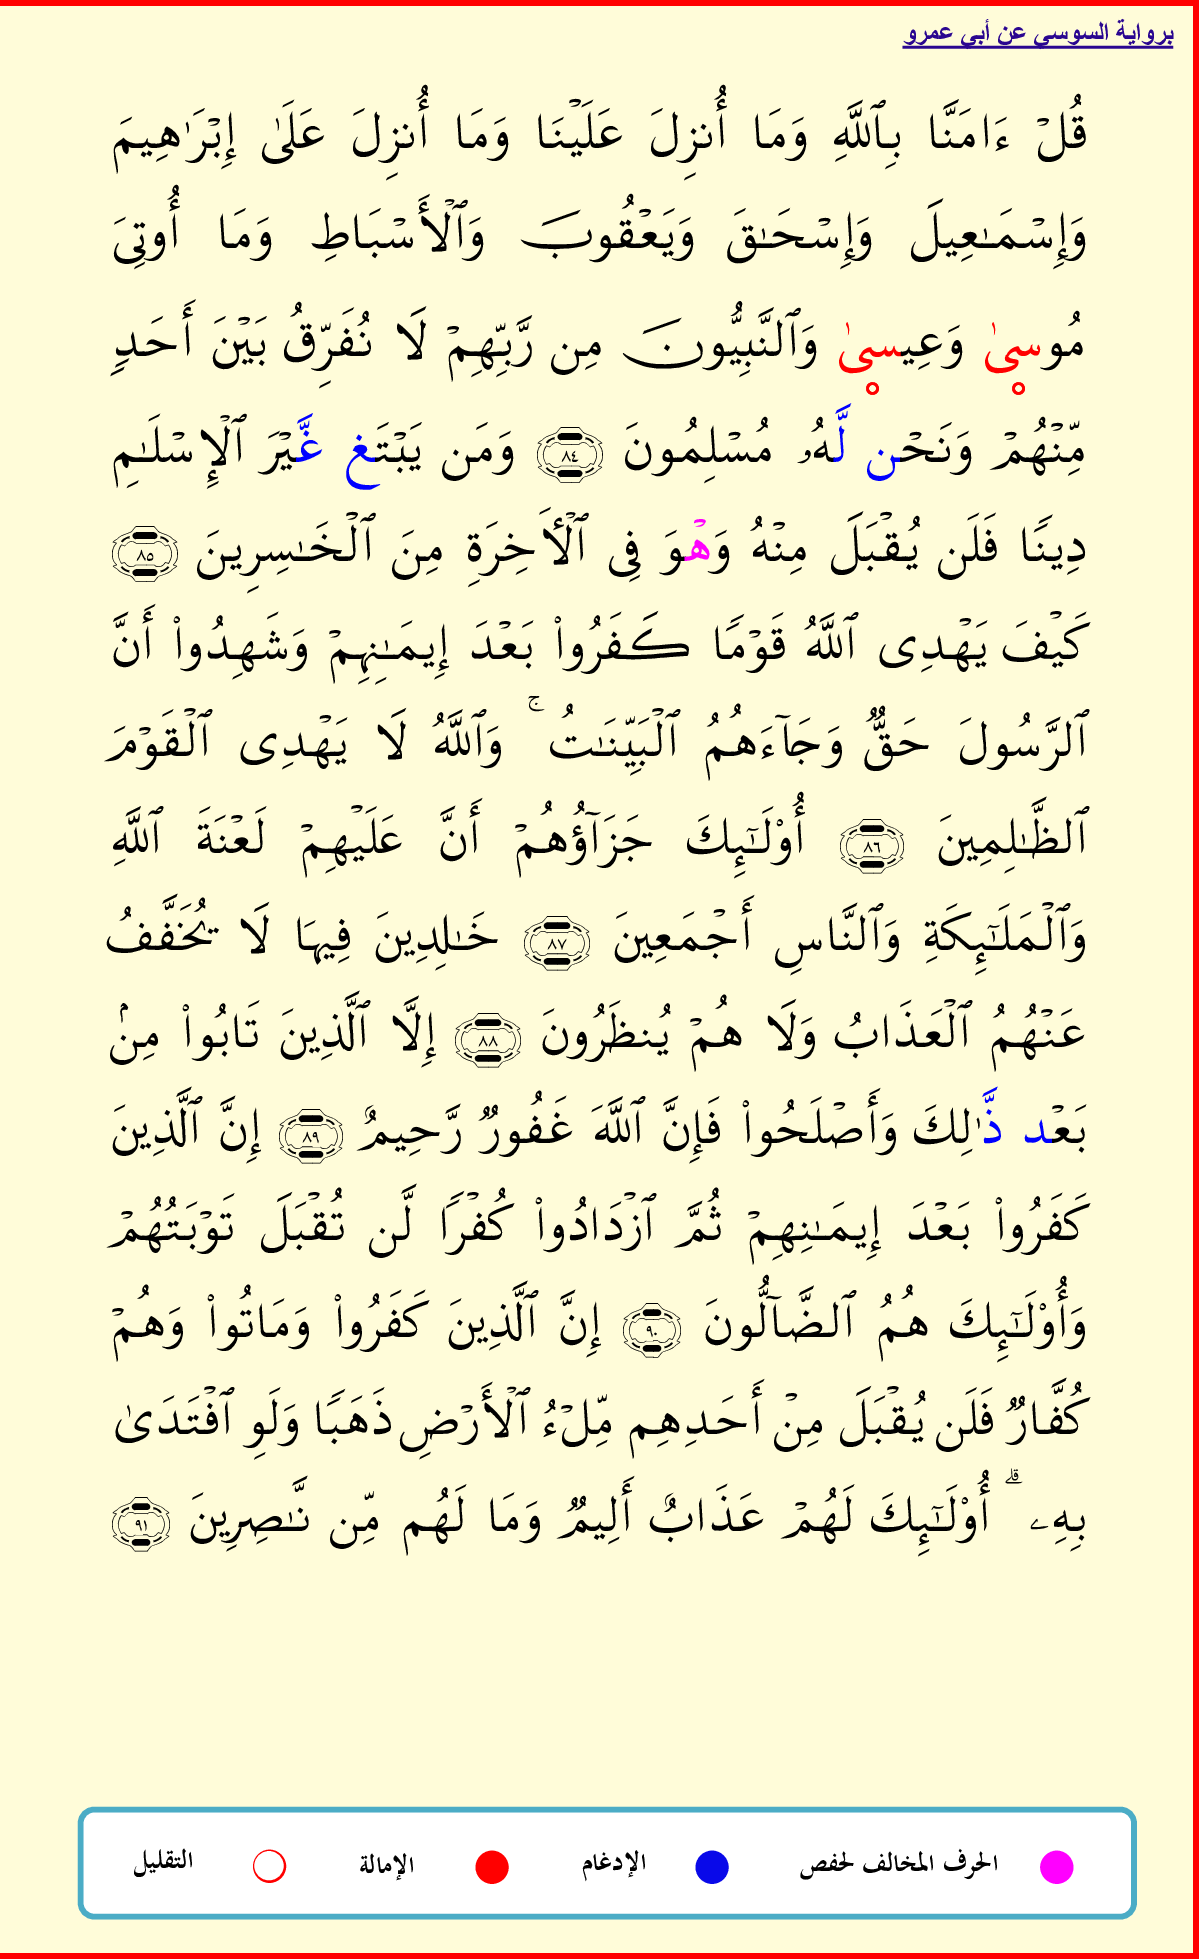 برواية السوسي عن أبي عمرو
قُلْ ءَامَنَّا بِٱللَّهِ وَمَا أُنزِلَ عَلَيْنَا وَمَا أُنزِلَ عَلَىٰ إِبْرَٰهِيمَ
وَإِسْمَٰعِيلَ وَإِسْحَٰقَ وَيَعْقُوبَ وَٱلْأَسْبَاطِ وَمَا أُوتِىَ
مُوسىٰ وَعِيسىٰ وَٱلنَّبِيُّونَ مِن رَّبِّهِمْ لَا نُفَرِّقُ بَيْنَ أَحَدٍ
مِّنْهُمْ وَنَحْن لَّهُۥ مُسْلِمُونَ ٨٤ وَمَن يَبْتَغ غَّيْرَ ٱلْإِسْلَٰمِ
دِينًا فَلَن يُقْبَلَ مِنْهُ وَهْوَ فِى ٱلْأَخِرَةِ مِنَ ٱلْخَٰسِرِينَ ٨٥
كَيْفَ يَهْدِى ٱللَّهُ قَوْمًا كَفَرُوا۟ بَعْدَ إِيمَٰنِهِمْ وَشَهِدُوا۟ أَنَّ
ٱلرَّسُولَ حَقٌّ وَجَآءَهُمُ ٱلْبَيِّنَٰتُ ۚ وَٱللَّهُ لَا يَهْدِى ٱلْقَوْمَ
ٱلظَّٰلِمِينَ ٨٦ أُو۟لَٰٓئِكَ جَزَآؤُهُمْ أَنَّ عَلَيْهِمْ لَعْنَةَ ٱللَّهِ
وَٱلْمَلَٰٓئِكَةِ وَٱلنَّاسِ أَجْمَعِينَ ٨٧ خَٰلِدِينَ فِيهَا لَا يُخَفَّفُ
عَنْهُمُ ٱلْعَذَابُ وَلَا هُمْ يُنظَرُونَ ٨٨ إِلَّا ٱلَّذِينَ تَابُوا۟ مِنۢ
بَعْد ذَّٰلِكَ وَأَصْلَحُوا۟ فَإِنَّ ٱللَّهَ غَفُورٌ رَّحِيمٌ ٨٩ إِنَّ ٱلَّذِينَ
كَفَرُوا۟ بَعْدَ إِيمَٰنِهِمْ ثُمَّ ٱزْدَادُوا۟ كُفْرًا لَّن تُقْبَلَ تَوْبَتُهُمْ
وَأُو۟لَٰٓئِكَ هُمُ ٱلضَّآلُّونَ ٩٠ إِنَّ ٱلَّذِينَ كَفَرُوا۟ وَمَاتُوا۟ وَهُمْ
كُفَّارٌ فَلَن يُقْبَلَ مِنْ أَحَدِهِم مِّلْءُ ٱلْأَرْضِ ذَهَبًا وَلَوِ ٱفْتَدَىٰ
بِهِۦ ۗ أُو۟لَٰٓئِكَ لَهُمْ عَذَابٌ أَلِيمٌ وَمَا لَهُم مِّن نَّٰصِرِينَ ٩١
الحرف المخالف لحفص الإدغام الإمالة التقليل